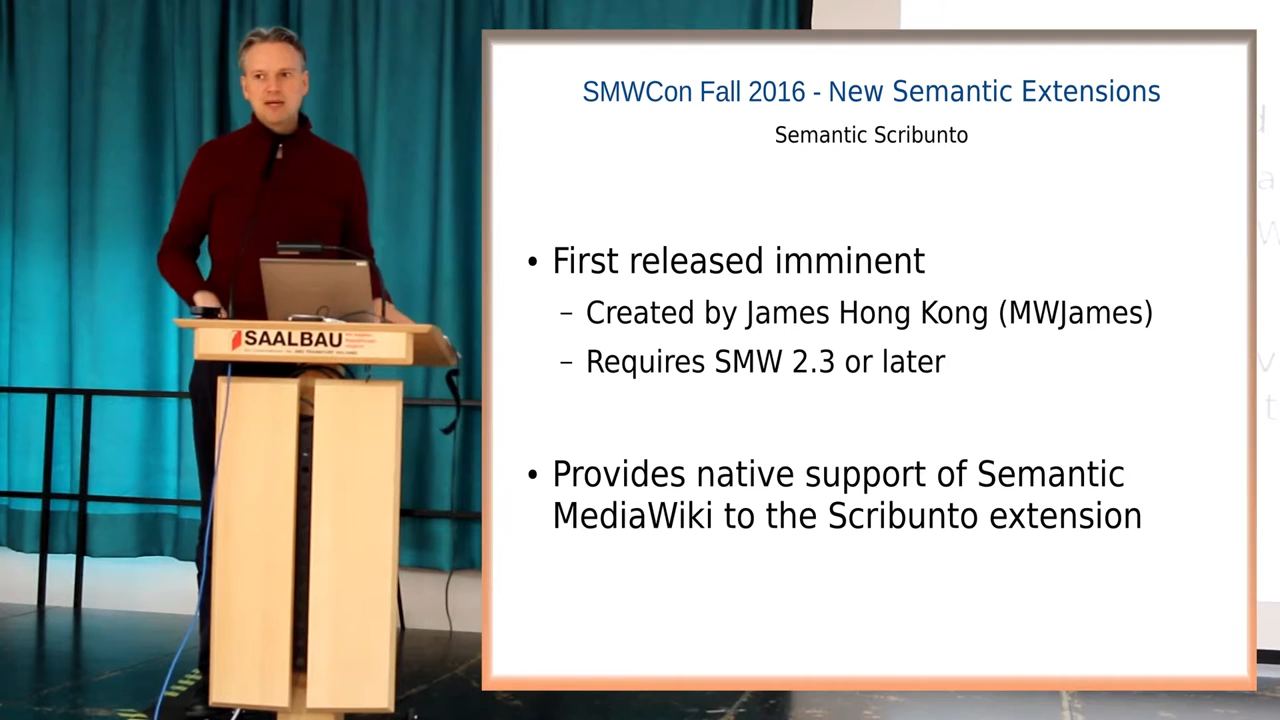 SMWCon Fall 2016 - New Semantic Extensions
Semantic Scribunto
• First released imminent
– Created by James Hong Kong (MWJames)
– Requires SMW 2.3 or later
• Provides native support of Semantic
MediaWiki to the Scribunto extension
SAALBAU